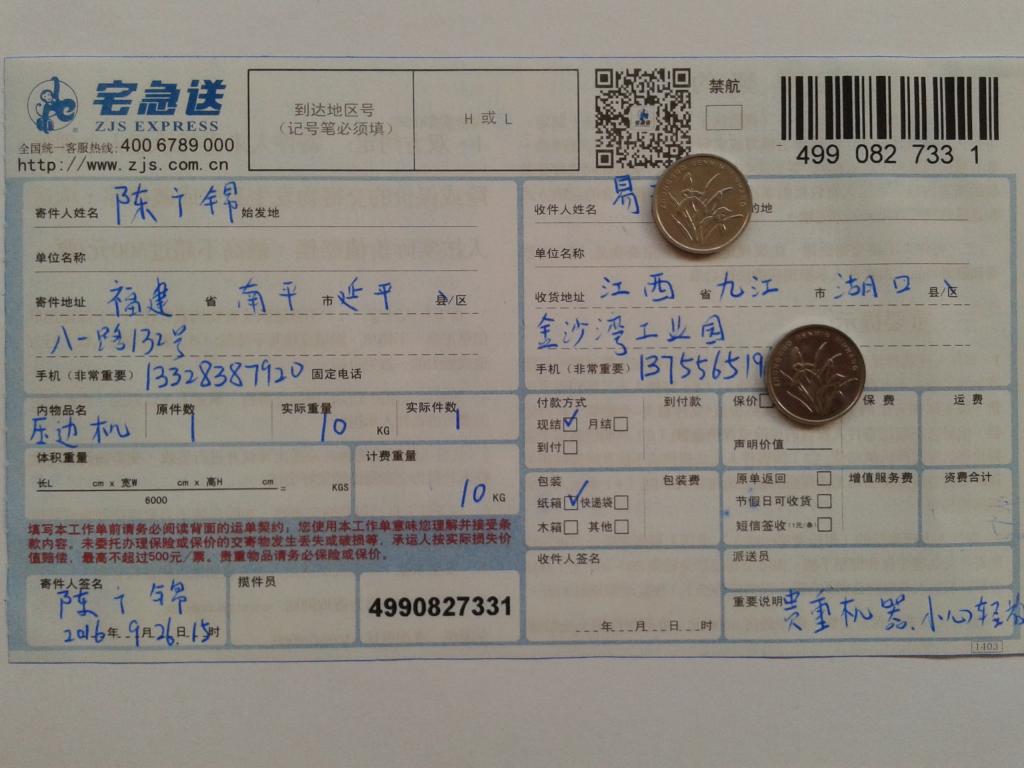 宅急送
ZJS EXPRESS
全国统一客服热线:400 6789 000
http://www.zjs.com.cn
到达地区号
(记号笔必须填)
H 或 L
禁航
499 082 733 1
寄件人姓名 陈广锦 始发地
单位名称
寄件地址 福建 省 南平 市 延平 县/区
八一路132号
手机(非常重要) 13328387920 固定电话
收件人姓名 易 的地
单位名称
收货地址 江西 省 九江 市 湖口 县/区
金沙湾工业园
手机(非常重要) 137556519
内物品名 压边机
原件数 1
实际重量 10 KG
实际件数 1
体积重量
长L cm x 宽W cm x 高H cm
6000
= KGS
计费重量
10 KG
付款方式 到付款
现结 月结
到付
保价 保费 运费
声明价值
包装 包装费
纸箱 快递袋
木箱 其他
原单返回
节假日可收货
短信签收(1元/条)
增值服务费 资费合计
填写本工作单前请务必阅读背面的运单契约,您使用本工作单意味您理解并接受条
款内容。未委托办理保险或保价的交寄物发生丢失或破损等,承运人按实际损失价
值赔偿,最高不超过500元/票。贵重物品请务必保险或保价。
寄件人签名
陈广锦
2016年9月26日15时
揽件员
4990827331
收件人签名
年 月 日 时
派送员
重要说明 贵重机器、小心轻放
1403